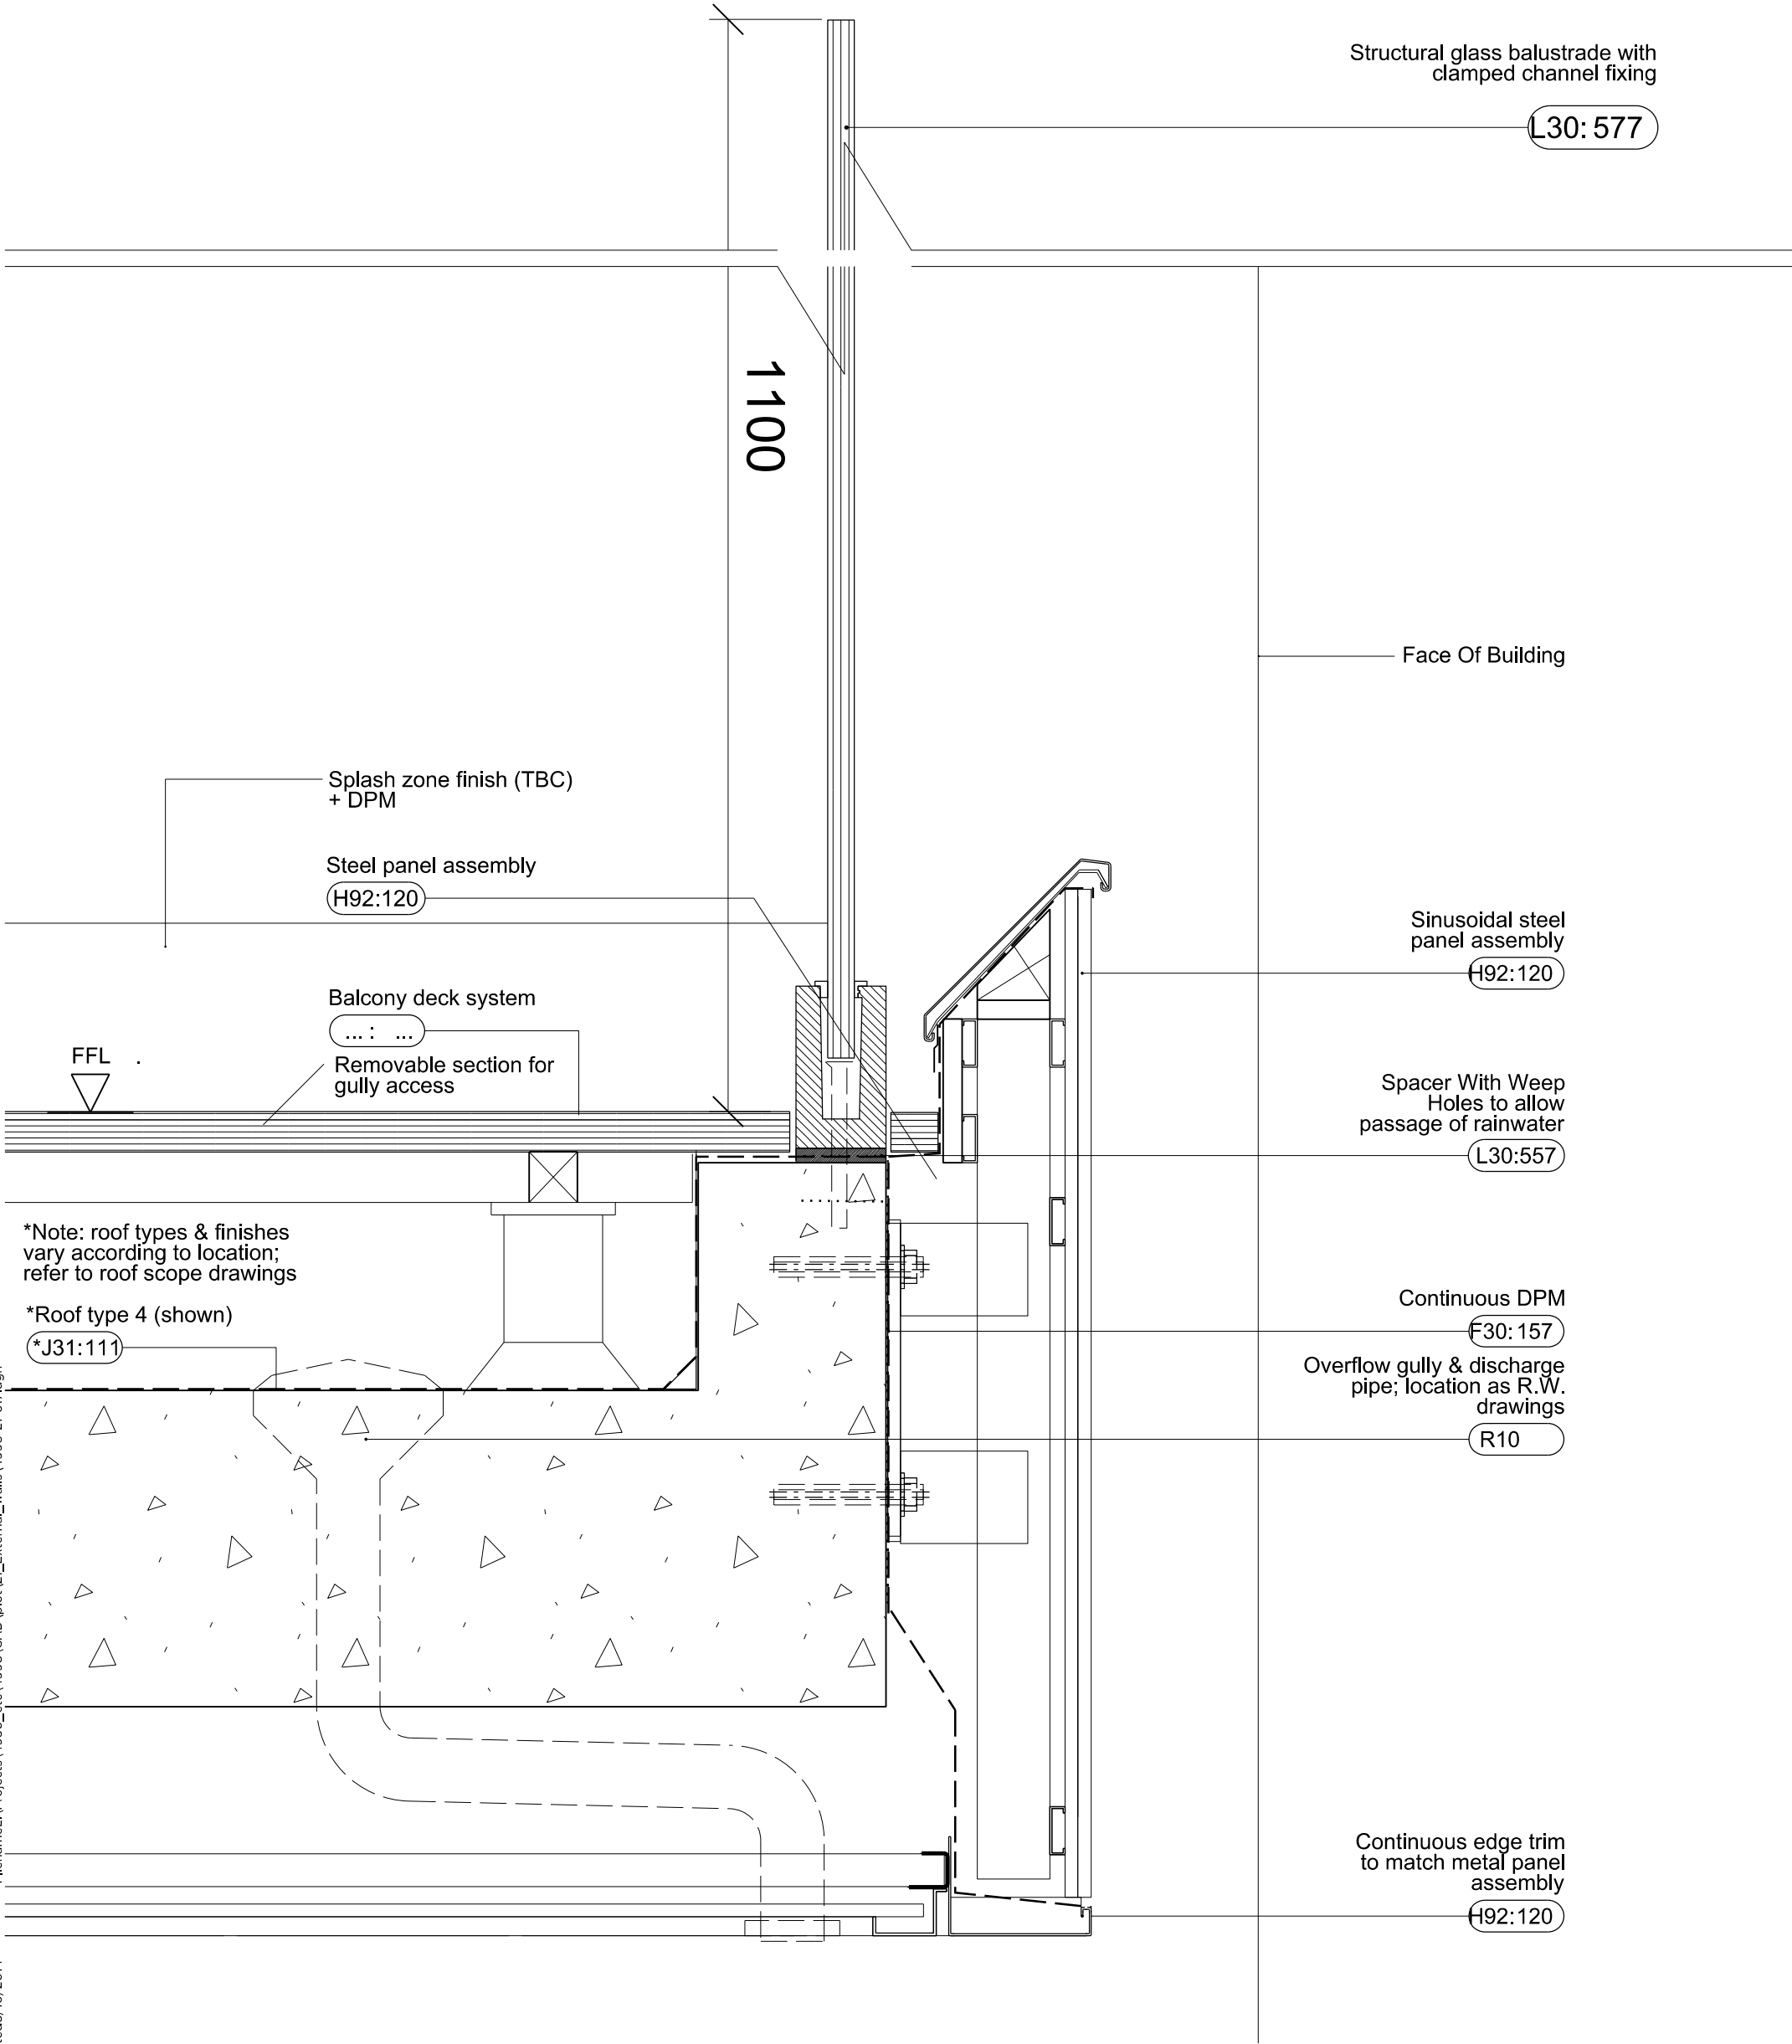 Structural glass balustrade with
clamped channel fixing
L30: 577
1100
Face Of Building
Splash zone finish (TBC)
+ DPM
Steel panel assembly
H92:120
Sinusoidal steel
panel assembly
H92:120
Balcony deck system
... : ...
FFL .
Removable section for
gully access
Spacer With Weep
Holes to allow
passage of rainwater
L30:557
*Note: roof types & finishes
vary according to location;
refer to roof scope drawings
*Roof type 4 (shown)
*J31:111
Continuous DPM
F30: 157
Overflow gully & discharge
pipe; location as R.W.
drawings
R10
Continuous edge trim
to match metal panel
assembly
H92:120